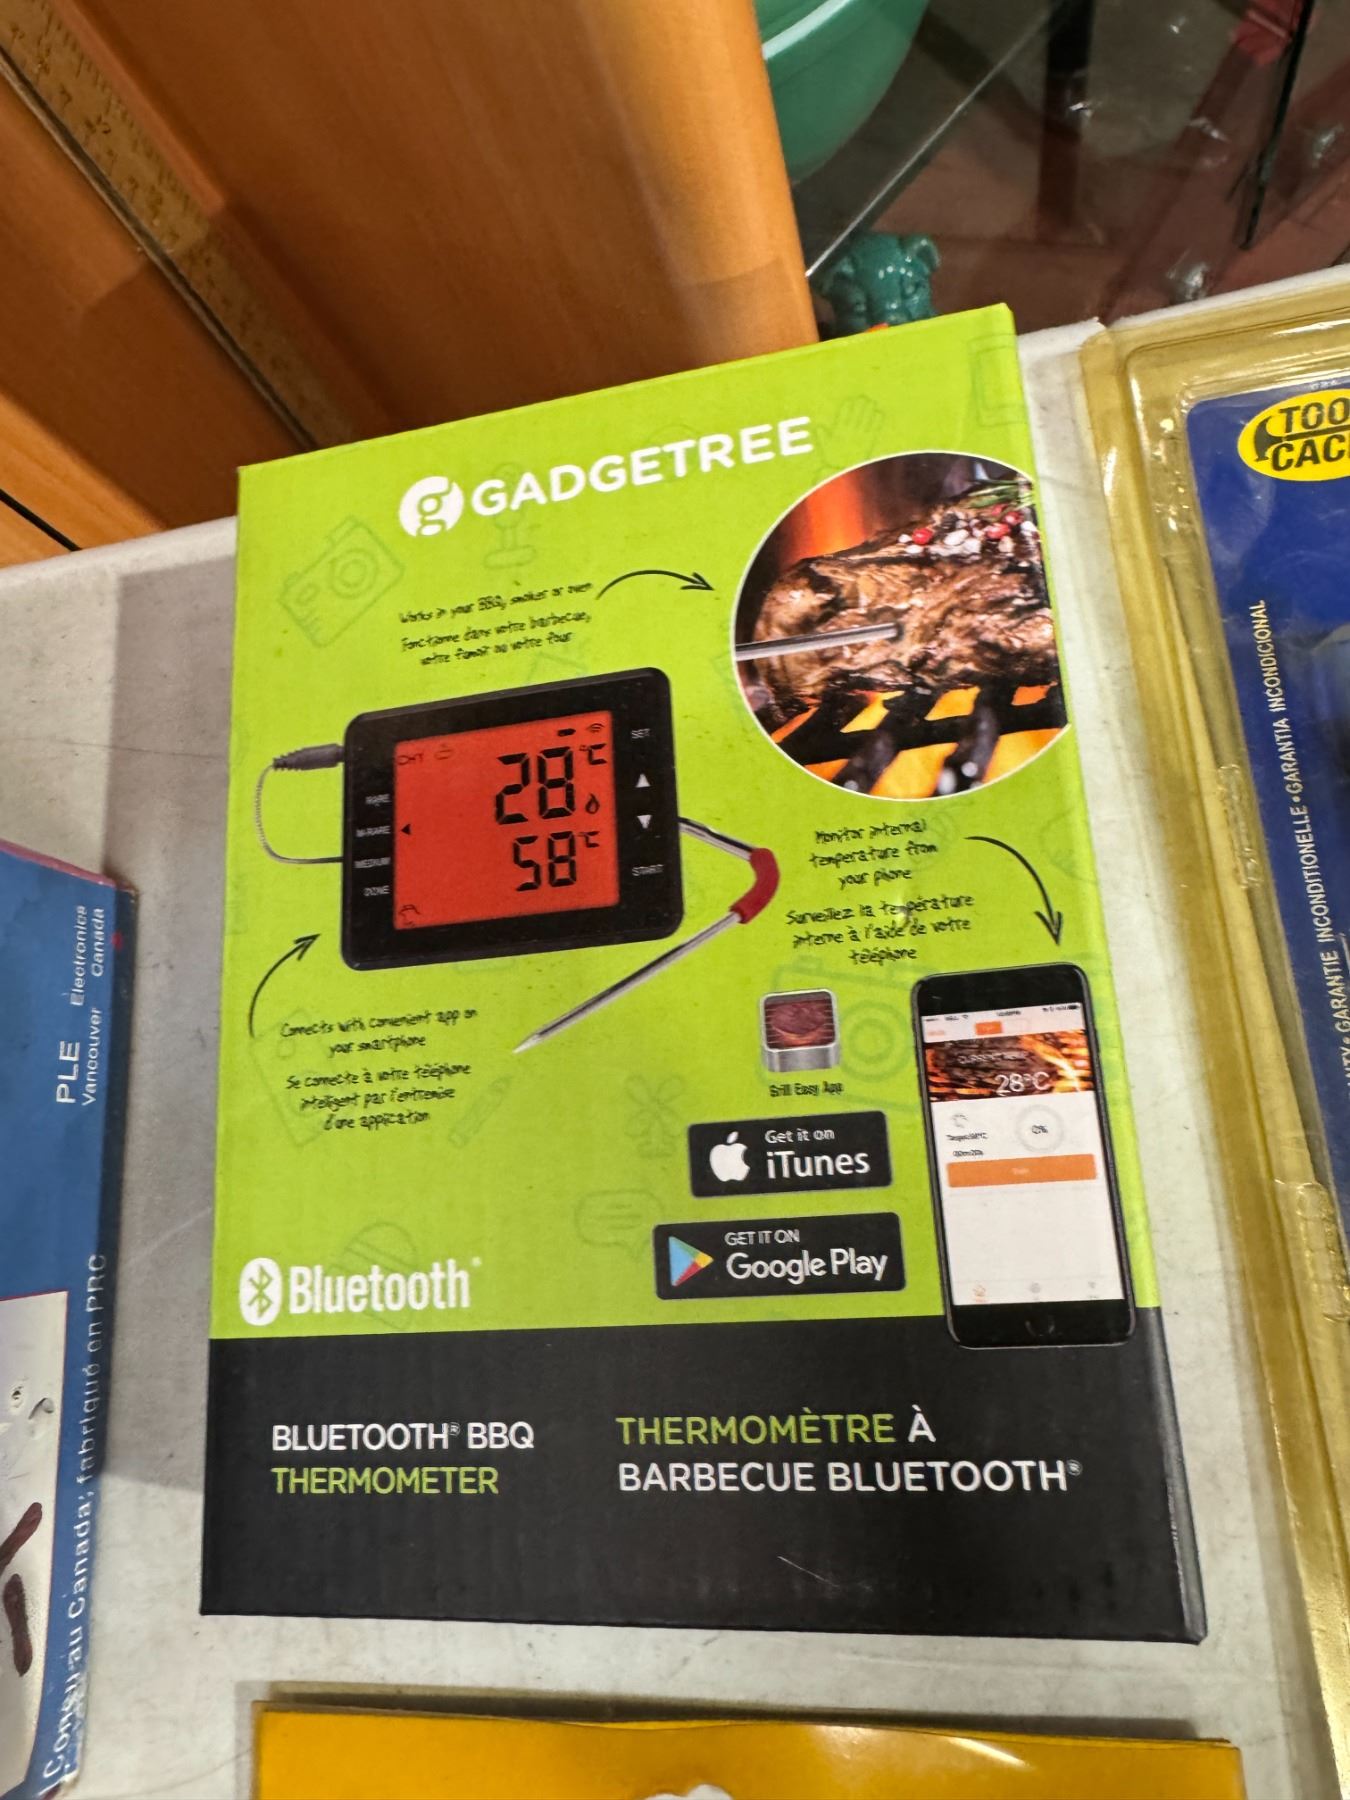 GADGETREE
Works in your BBQ, smoker or oven
Fonctionne dans votre barbecue,
votre fumoir ou votre four
SET
28°C
58°C
RARE
M-RARE
MEDIUM
DONE
START
Monitor internal
temperature from
your phone
Surveillez la température
interne à l'aide de votre
téléphone
Connects with convenient app on
your smartphone
Se connecte à votre téléphone
intelligent par l'entremise
d'une application
Grill Easy App
28°C
0%
Get it on
iTunes
GET IT ON
Google Play
Bluetooth®
BLUETOOTH® BBQ
THERMOMETER
THERMOMÈTRE À
BARBECUE BLUETOOTH®
PLE Electronics
Vancouver Canada
Conçu au Canada; fabriqué en PRC
GARANTIE INCONDITIONELLE•GARANTIA INCONDICIONAL